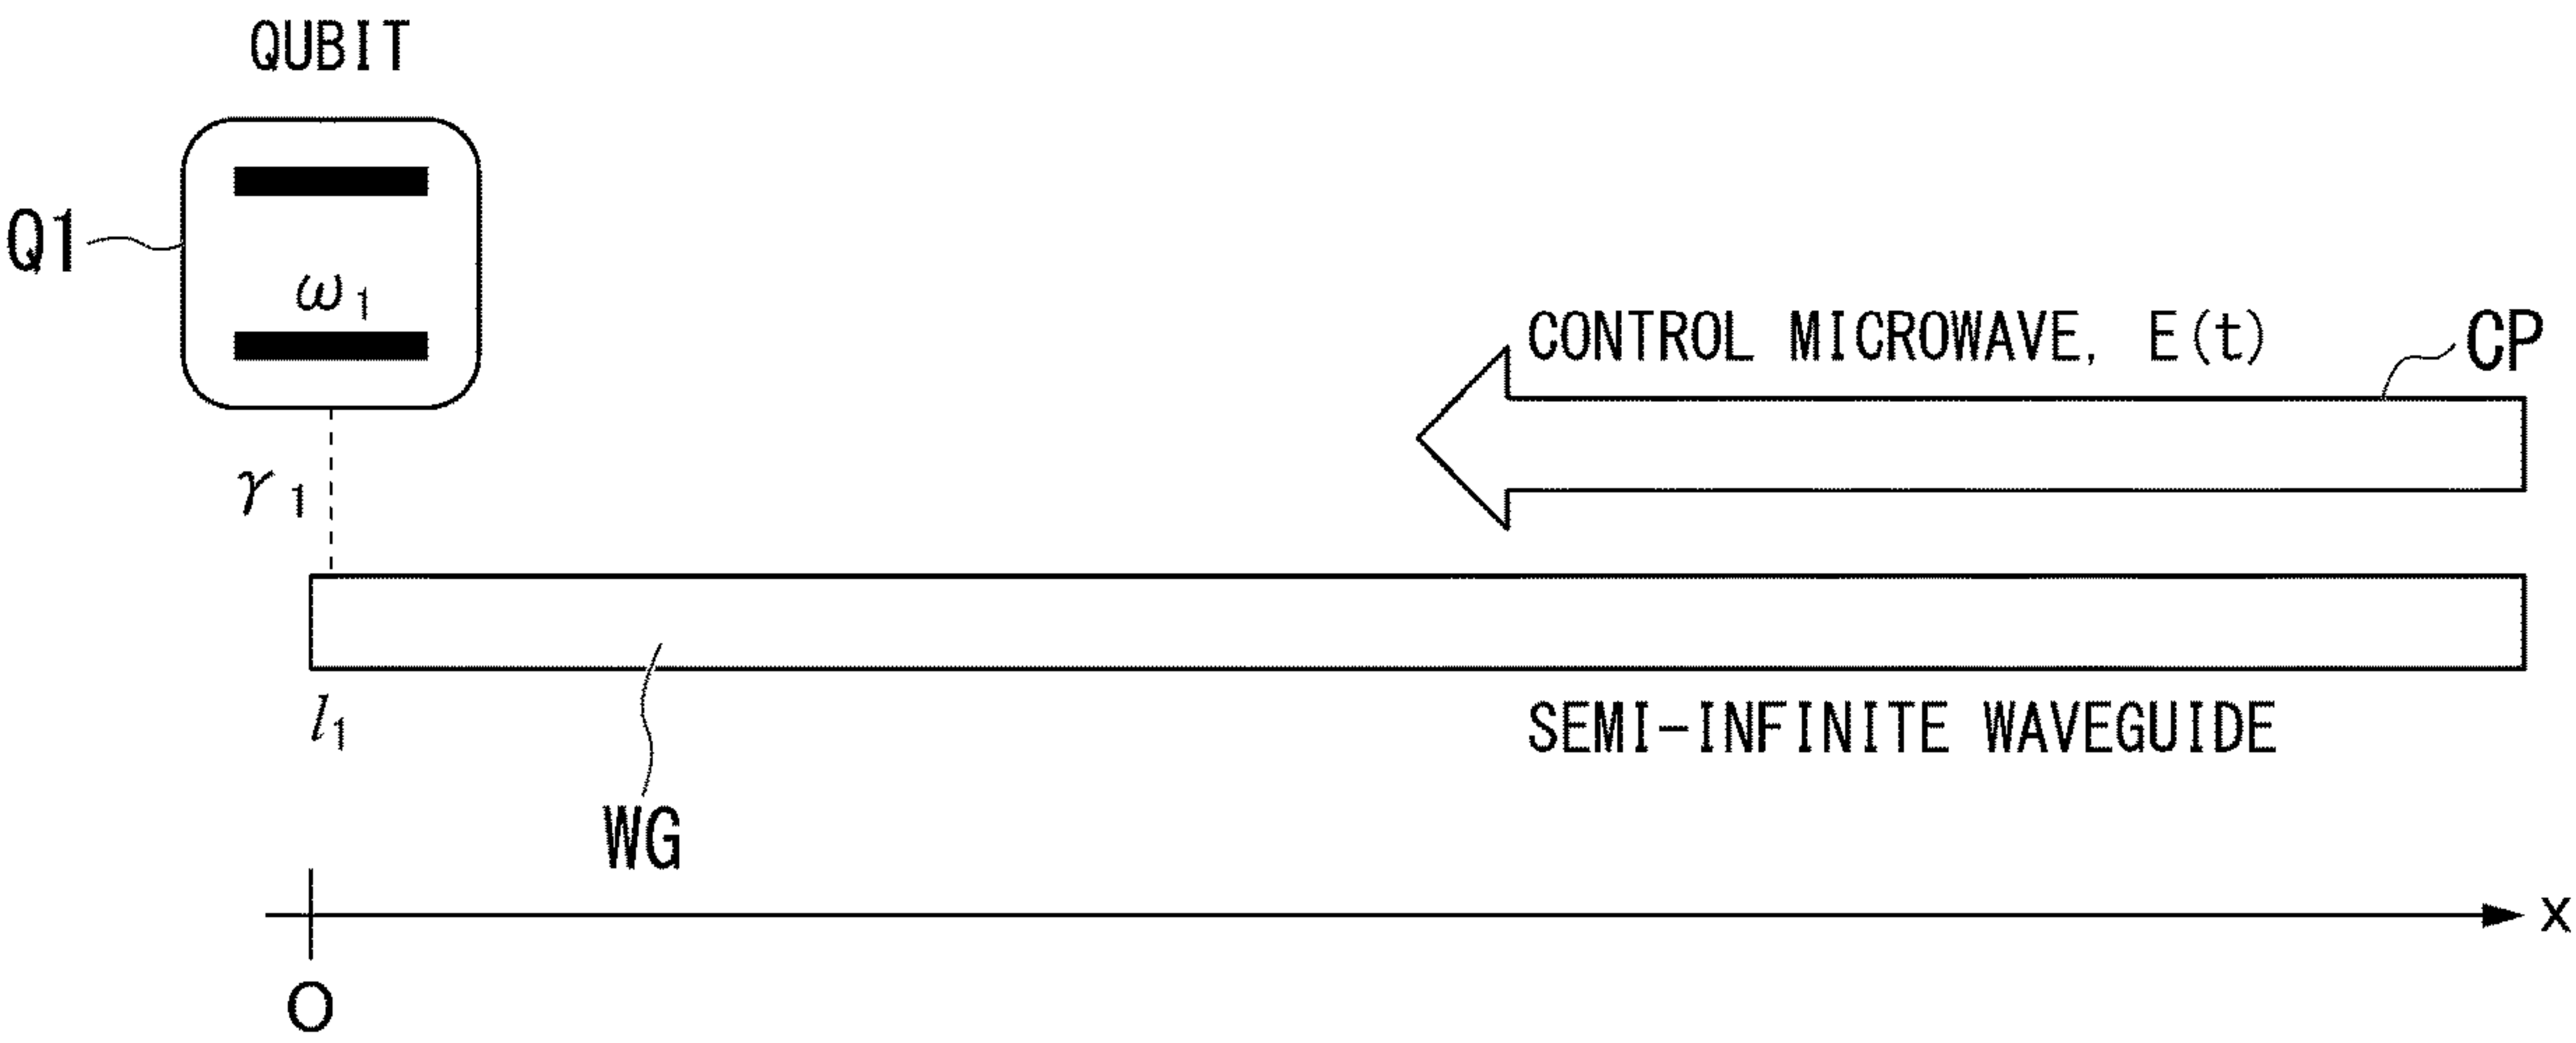 QUBIT
Q1
ω1
CONTROL MICROWAVE, E(t)
CP
γ1
l1
SEMI-INFINITE WAVEGUIDE
WG
x
O